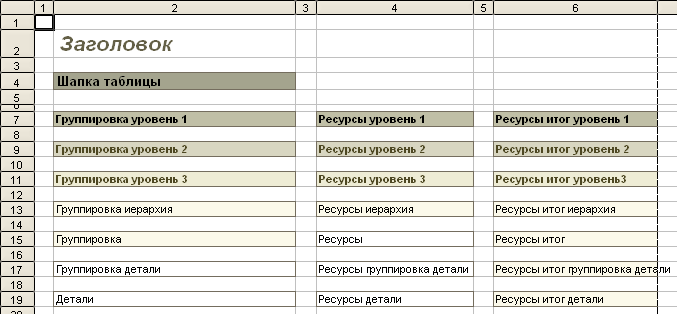 1 2 3 4 5 6
1
2 Заголовок
3
4 Шапка таблицы
5
6
7 Группировка уровень 1 Ресурсы уровень 1 Ресурсы итог уровень 1
8
9 Группировка уровень 2 Ресурсы уровень 2 Ресурсы итог уровень 2
10
11 Группировка уровень 3 Ресурсы уровень 3 Ресурсы итог уровень3
12
13 Группировка иерархия Ресурсы иерархия Ресурсы итог иерархия
14
15 Группировка Ресурсы Ресурсы итог
16
17 Группировка детали Ресурсы группировка детали Ресурсы итог группировка детали
18
19 Детали Ресурсы детали Ресурсы итог детали